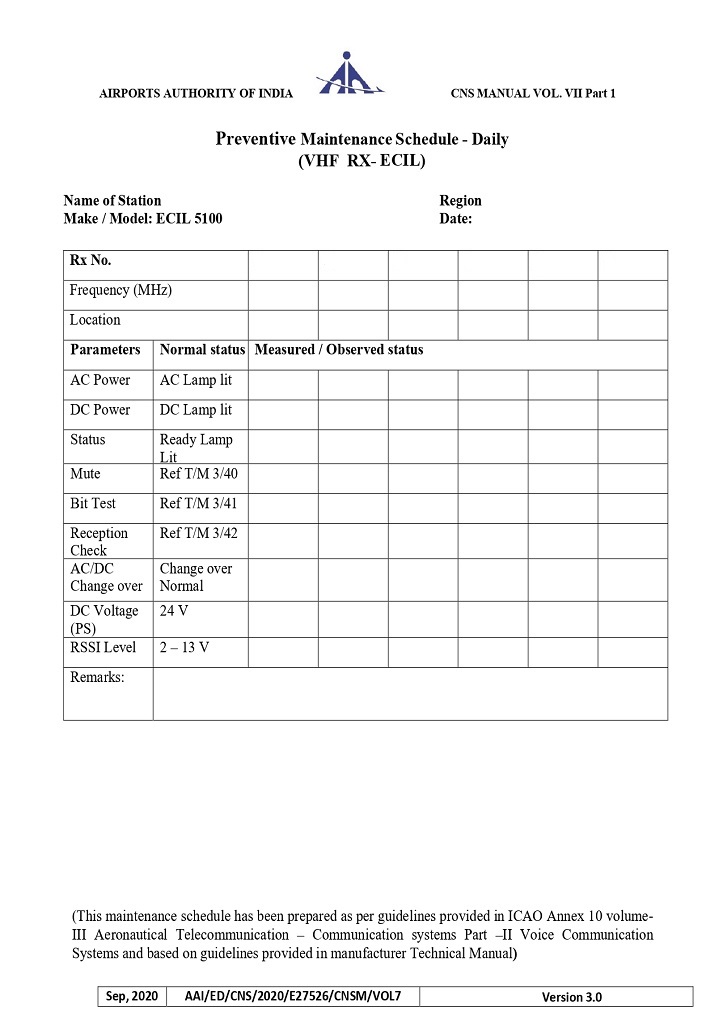 AIRPORTS AUTHORITY OF INDIA CNS MANUAL VOL. VII Part 1
Preventive Maintenance Schedule - Daily
(VHF RX- ECIL)
Name of Station Region
Make / Model: ECIL 5100 Date:
Rx No.
Frequency (MHz)
Location
Parameters Normal status Measured / Observed status
AC Power AC Lamp lit
DC Power DC Lamp lit
Status Ready Lamp
Lit
Mute Ref T/M 3/40
Bit Test Ref T/M 3/41
Reception Ref T/M 3/42
Check
AC/DC Change over
Change over Normal
DC Voltage 24 V
(PS)
RSSI Level 2 – 13 V
Remarks:
(This maintenance schedule has been prepared as per guidelines provided in ICAO Annex 10 volume-
III Aeronautical Telecommunication – Communication systems Part –II Voice Communication
Systems and based on guidelines provided in manufacturer Technical Manual)
Sep, 2020 AAI/ED/CNS/2020/E27526/CNSM/VOL7 Version 3.0